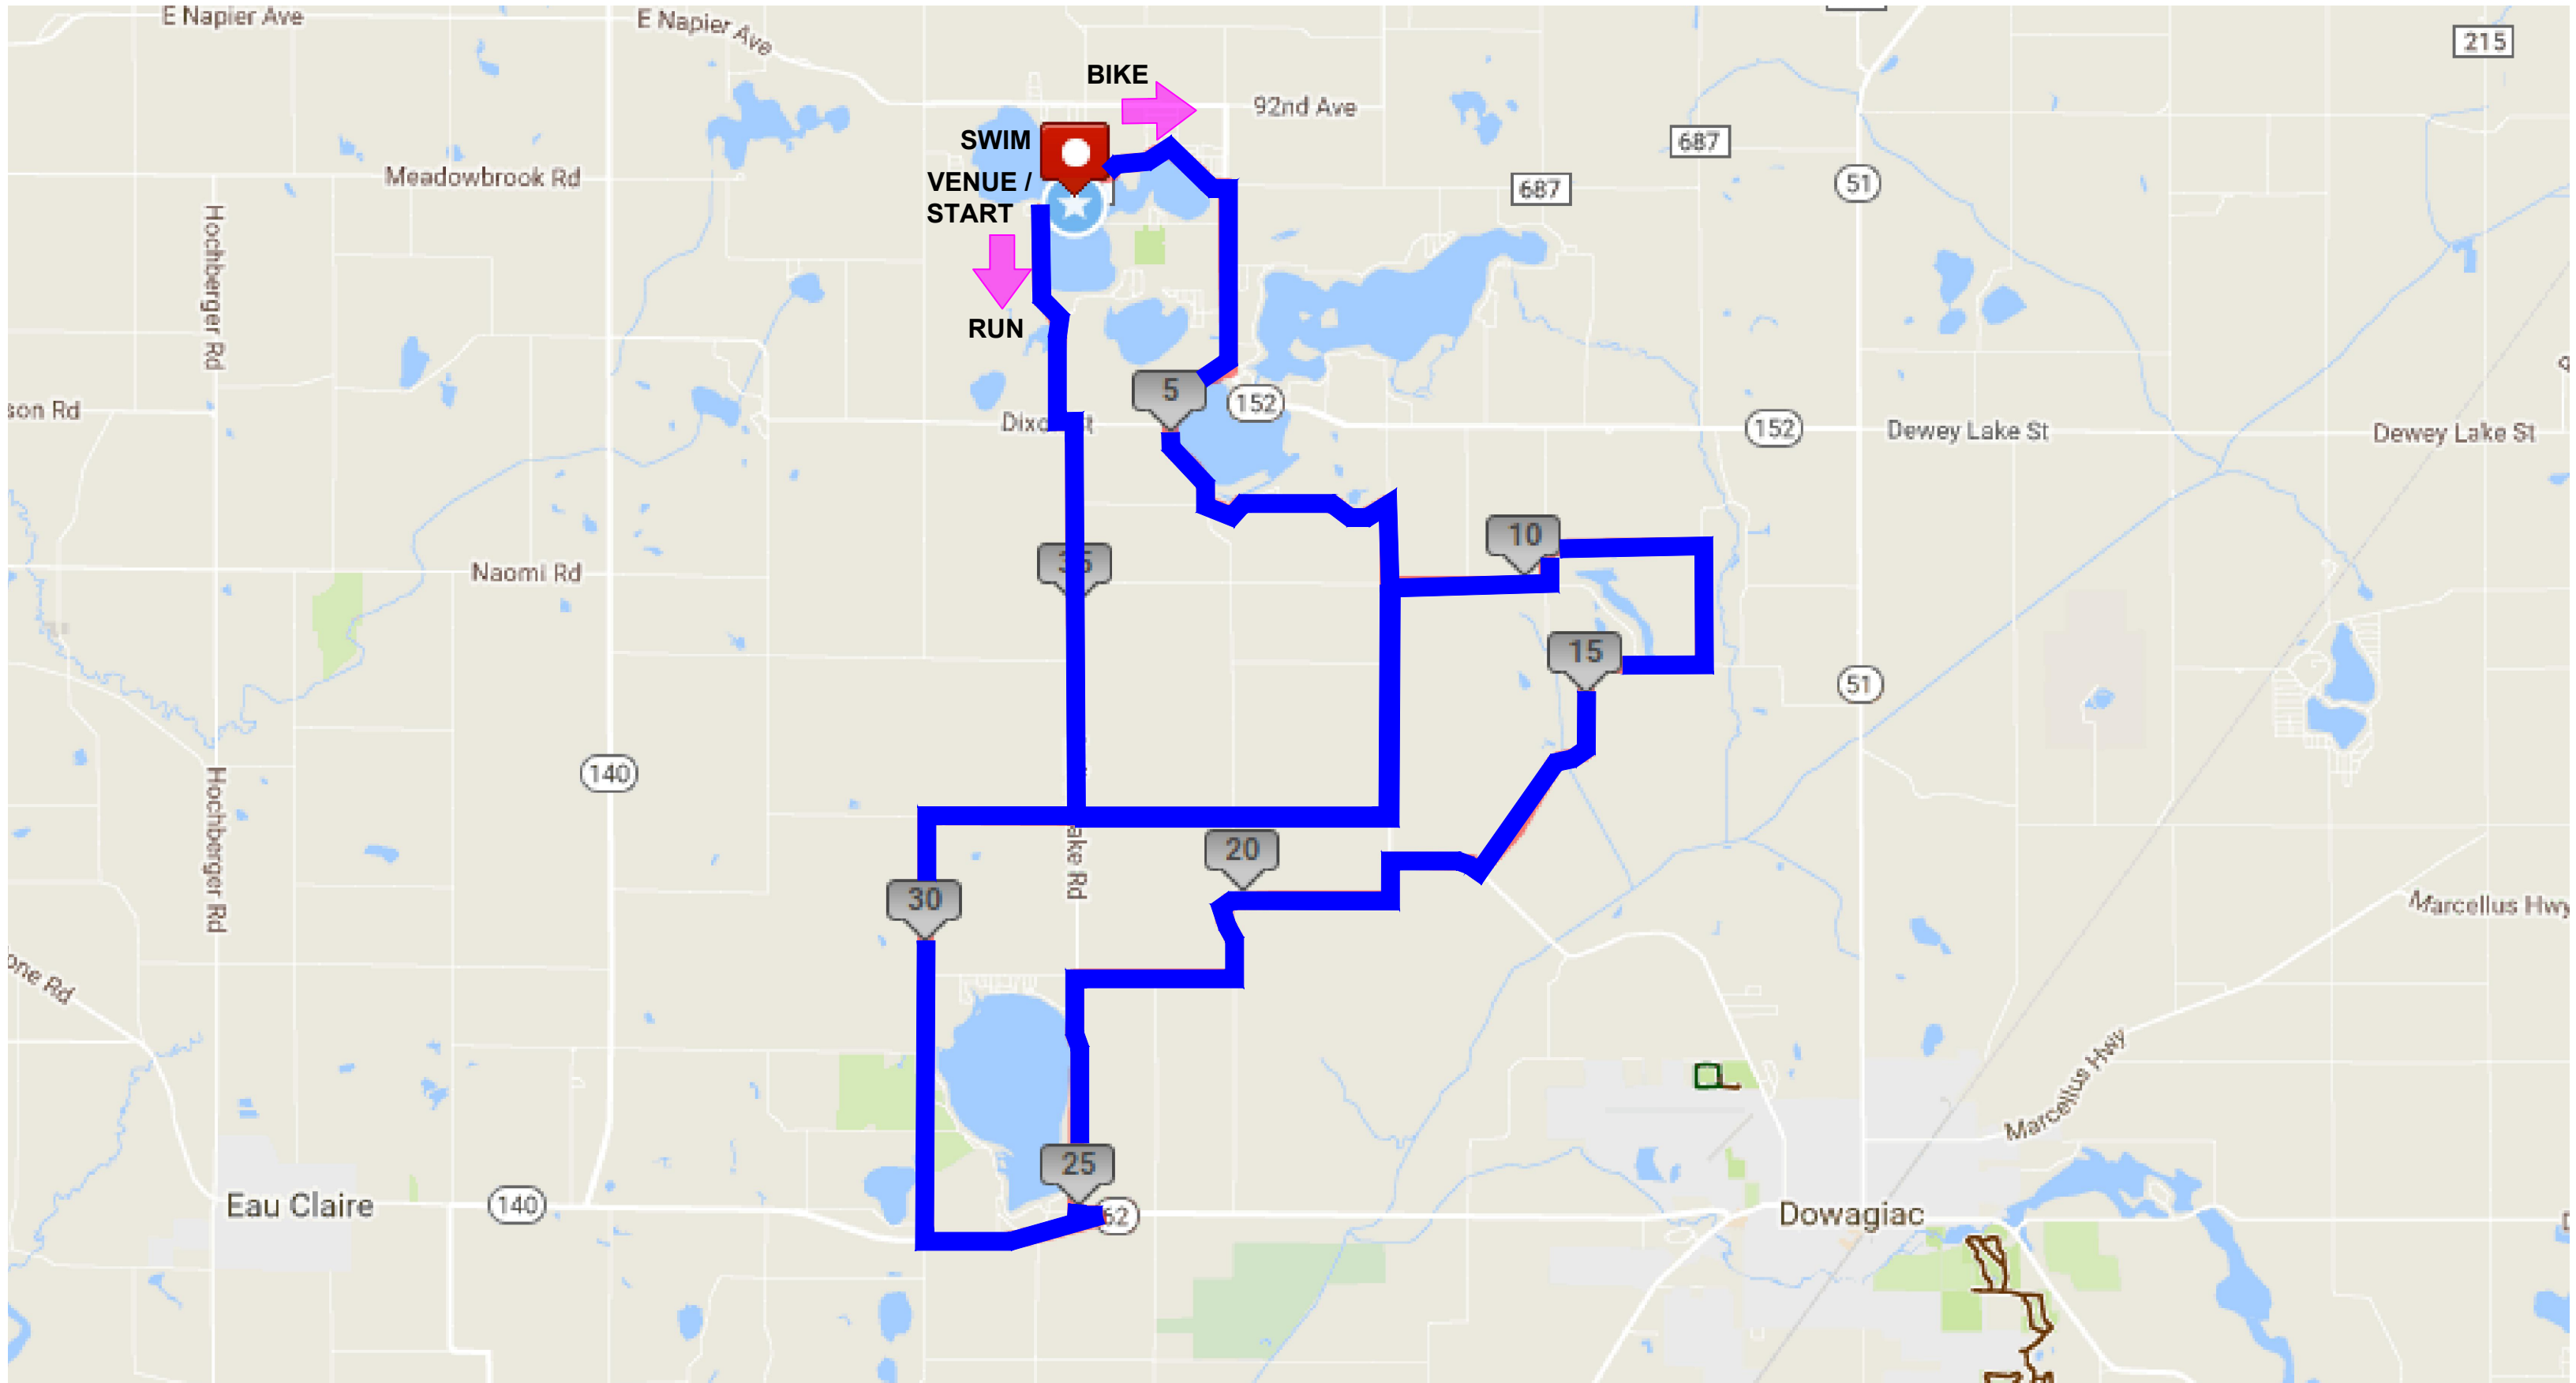 E Napier Ave
E Napier Ave
215
BIKE
92nd Ave
SWIM
687
Meadowbrook Rd
VENUE /
START
687
51
Hochberger Rd
RUN
5
152
son Rd
152
Dewey Lake St
Dewey Lake St
10
Naomi Rd
15
51
140
Hochberger Rd
20
ake Rd
30
Marcellus Hwy
one Rd
Marcellus Hwy
25
Eau Claire
140
62
Dowagiac